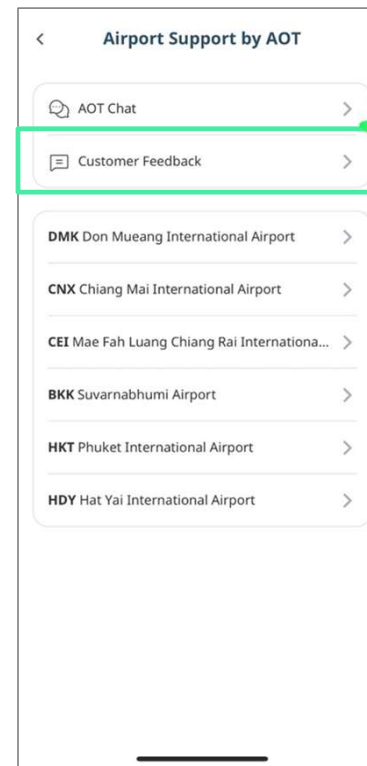 Airport Support by AOT
AOT Chat
Customer Feedback
DMK Don Mueang International Airport
CNX Chiang Mai International Airport
CEI Mae Fah Luang Chiang Rai Internationa...
BKK Suvarnabhumi Airport
HKT Phuket International Airport
HDY Hat Yai International Airport